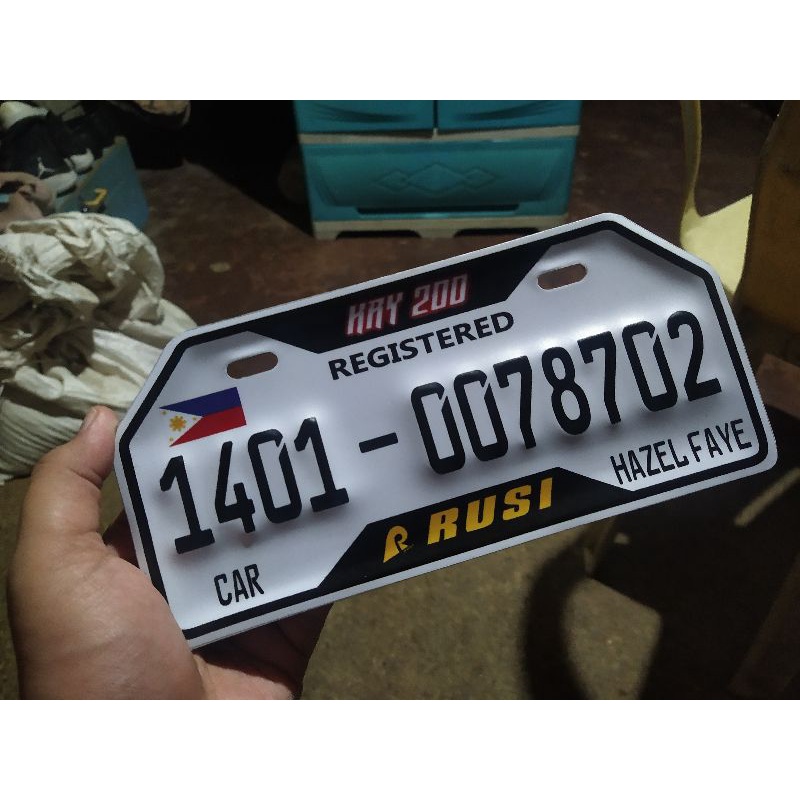 KRY 200
REGISTERED
1401-0078702
CAR
HAZEL FAYE
RUSI